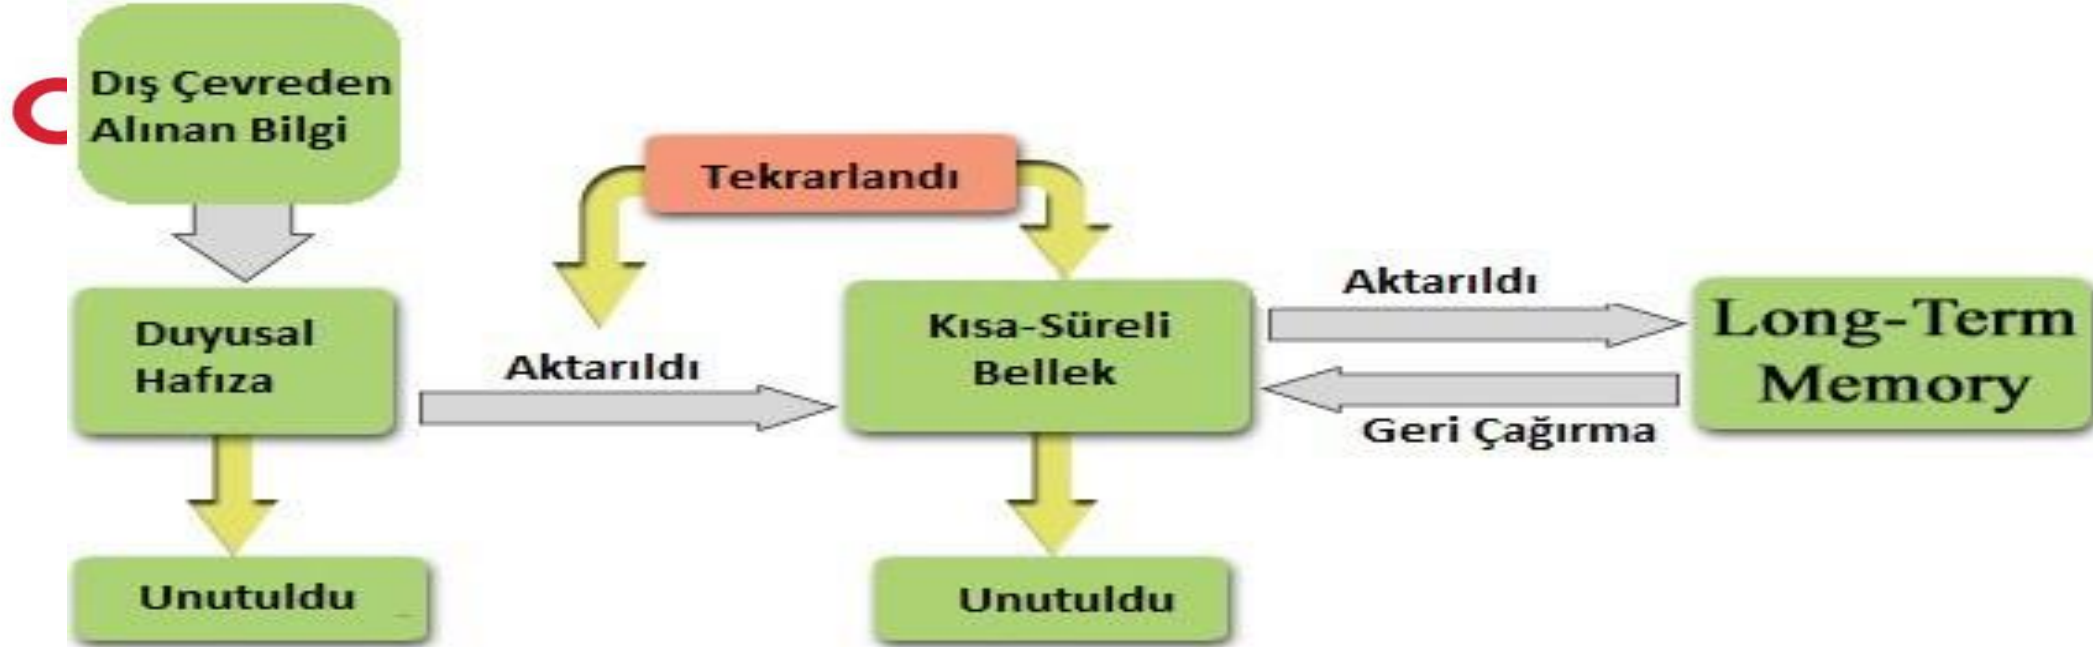 Dış Çevreden
Alınan Bilgi
Tekrarlandı
Duyusal
Hafıza
Aktarıldı
Kısa-Süreli
Bellek
Aktarıldı
Geri Çağırma
Long-Term
Memory
Unutuldu
Unutuldu